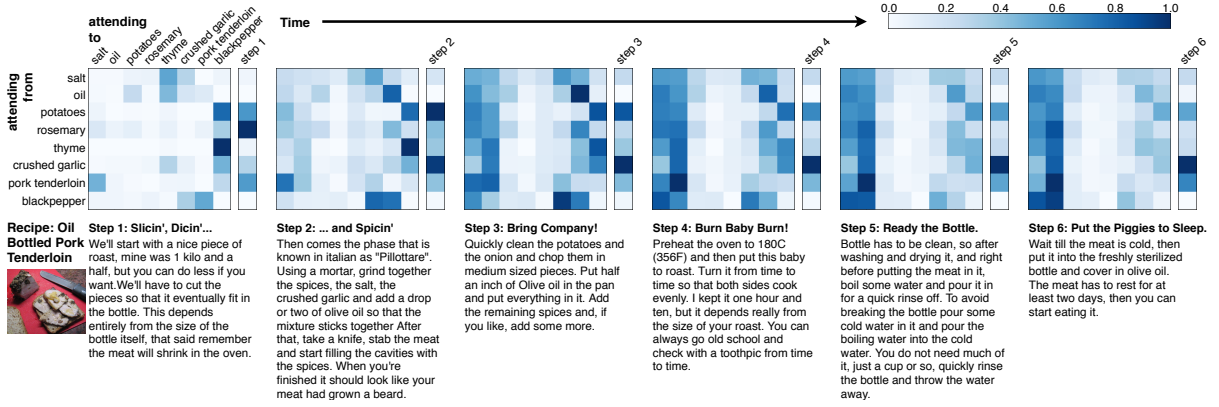 attending
to
Time
0.0 0.2 0.4 0.6 0.8 1.0
salt
oil
potatoes
rosemary
thyme
crushed garlic
pork tenderloin
blackpepper
step 1
step 2
step 3
step 4
step 5
step 6
attending
from
salt
oil
potatoes
rosemary
thyme
crushed garlic
pork tenderloin
blackpepper
Recipe: Oil
Bottled Pork
Tenderloin
Step 1: Slicin', Dicin'...
We'll start with a nice piece of
roast, mine was 1 kilo and a
half, but you can do less if you
want.We'll have to cut the
pieces so that it eventually fit in
the bottle. This depends
entirely from the size of the
bottle itself, that said remember
the meat will shrink in the oven.
Step 2: ... and Spicin'
Then comes the phase that is
known in italian as "Pillottare".
Using a mortar, grind together
the spices, the salt, the
crushed garlic and add a drop
or two of olive oil so that the
mixture sticks together After
that, take a knife, stab the meat
and start filling the cavities with
the spices. When you're
finished it should look like your
meat had grown a beard.
Step 3: Bring Company!
Quickly clean the potatoes and
the onion and chop them in
medium sized pieces. Put half
an inch of Olive oil in the pan
and put everything in it. Add
the remaining spices and, if
you like, add some more.
Step 4: Burn Baby Burn!
Preheat the oven to 180C
(356F) and then put this baby
to roast. Turn it from time to
time so that both sides cook
evenly. I kept it one hour and
ten, but it depends really from
the size of your roast. You can
always go old school and
check with a toothpic from time
to time.
Step 5: Ready the Bottle.
Bottle has to be clean, so after
washing and drying it, and right
before putting the meat in it,
boil some water and pour it in
for a quick rinse off. To avoid
breaking the bottle pour some
cold water in it and pour the
boiling water into the cold
water. You do not need much of
it, just a cup or so, quickly rinse
the bottle and throw the water
away.
Step 6: Put the Piggies to Sleep.
Wait till the meat is cold, then
put it into the freshly sterilized
bottle and cover in olive oil.
The meat has to rest for at
least two days, then you can
start eating it.